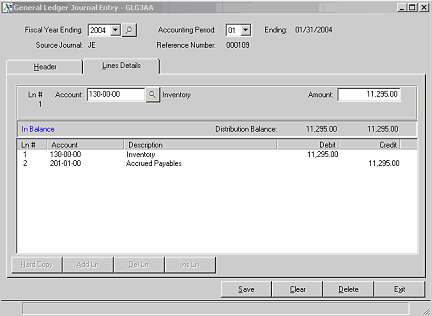 General Ledger Journal Entry - GLGJAA
Fiscal Year Ending: 2004 Accounting Period: 01 Ending: 01/31/2004
Source Journal: JE Reference Number: 000109
Header Lines Details
Ln # Account: 130-00-00 Inventory Amount: 11,295.00
1
In Balance Distribution Balance: 11,295.00 11,295.00
Ln # Account Description Debit Credit
1 130-00-00 Inventory 11,295.00
2 201-01-00 Accrued Payables 11,295.00
Hard Copy Add Ln Del Ln Ins Ln
Save Clear Delete Exit